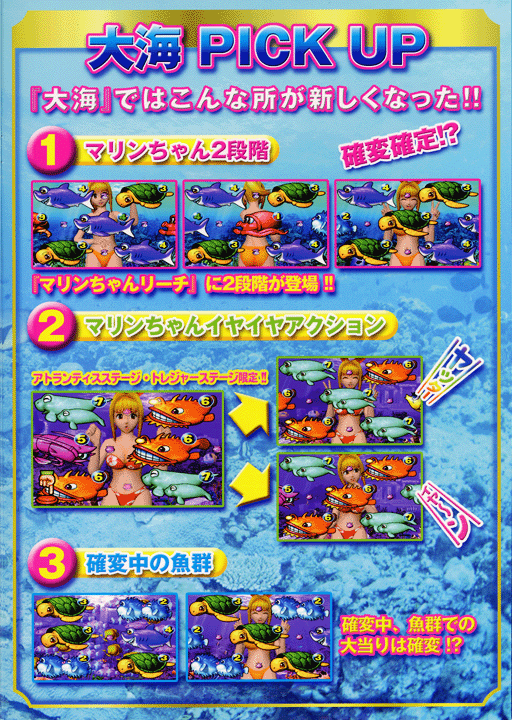 大海 PICK UP
『大海』ではこんな所が新しくなった!!
1 マリンちゃん2段階
確変確定!?
『マリンちゃんリーチ』に2段階が登場!!
2 マリンちゃんイヤイヤアクション
アトランティスステージ・トレジャーステージ限定!!
3 確変中の魚群
確変中、魚群での
大当りは確変!?